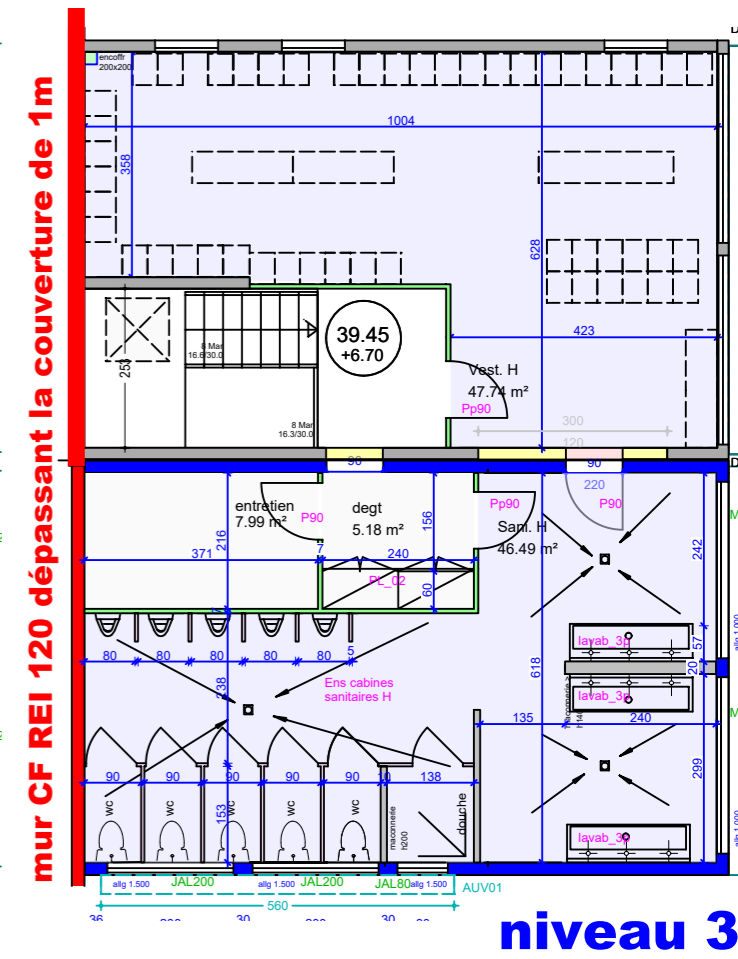 mur CF REI 120 dépassant la couverture de 1m
encoffr
200x200
1004
358
628
39.45
+6.70
8 Mar
16.6/30.0
8 Mar
16.3/30.0
253
423
Vest. H
47.74 m²
Pp90
300
120
90
90
220
entretien
7.99 m²
P90
degt
5.18 m²
Pp90
Sani. H
46.49 m²
P90
371
216
7
240
156
60
PL_02
242
7
80
80
80
80
80
5
238
Ens cabines
sanitaires H
618
lavab_3p
57
20
lavab_3p
maconnerie
h140
135
240
299
90
90
90
90
90
10
138
153
wc
wc
wc
wc
wc
maconnerie
h200
douche
lavab_3p
allg 1.500
JAL200
allg 1.500
JAL200
JAL80
allg 1.500
AUV01
560
36
30
30
niveau 3